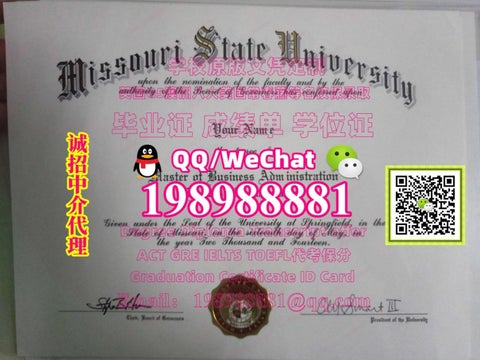 Missouri State University
学校原版文凭定制
upon the nomination of the faculty and by the
authority of the Board of Governors has conferred upon
毕业证 成绩单 学位证
Your Name
QQ/WeChat
Master of Business Administration
198988881
诚招中介代理
Given under the Seal of the University at Springfield, in the
State of Missouri, on the sixteenth day of May, in
the year Two Thousand and Fourteen.
ACT GRE IELTS TOEFL代考保分
Graduation Certificate ID Card
Email: 198988881@qq.com
Chair, Board of Governors
President of the University